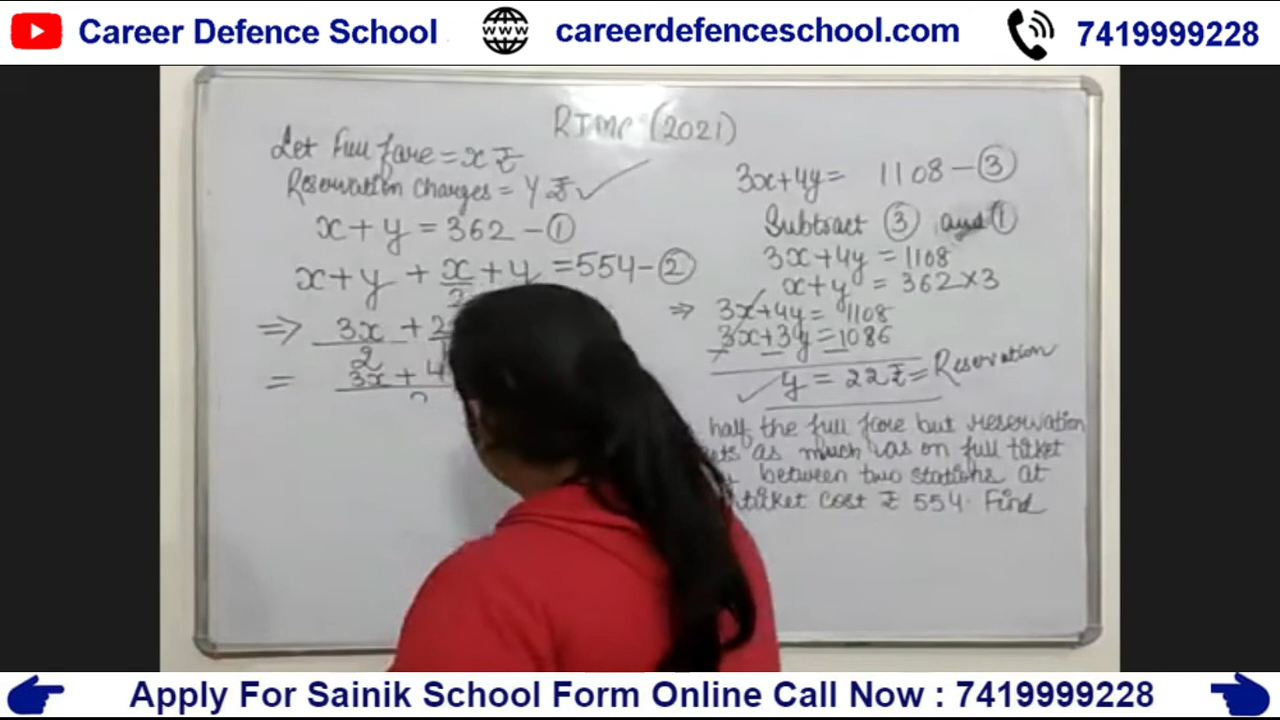 Career Defence School
www
careerdefenceschool.com
7419999228
RIMC (2021)
Let Full fare = x ₹
Reservation Charges = y ₹ ✓
x + y = 362 - ①
x + y + x/2 + y = 554 - ②
⇒ 3x + 2
2
= 3x + 4
3x + 4y = 1108 - ③
Subtract ③ and ①
3x + 4y = 1108
x + y = 362 × 3
⇒ 3x + 4y = 1108
3x + 3y = 1086
- - -
✓ y = 22 ₹ = Reservation
half the full fare but reservation
as much as on full ticket
between two stations at
ticket cost ₹ 554. Find
Apply For Sainik School Form Online Call Now : 7419999228